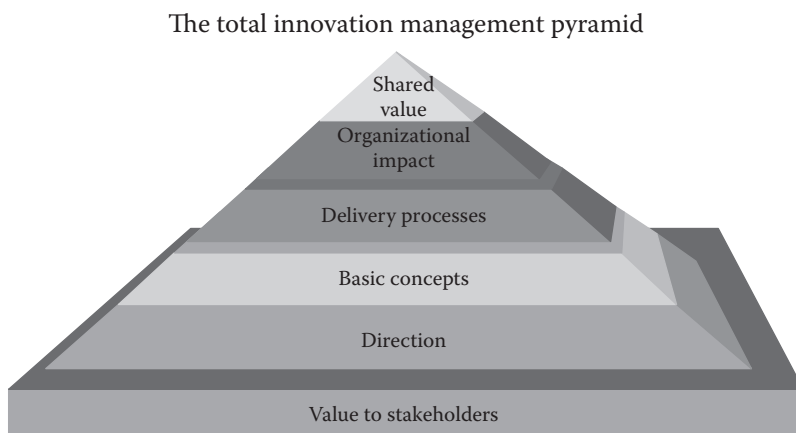 The total innovation management pyramid
Shared
value
Organizational
impact
Delivery processes
Basic concepts
Direction
Value to stakeholders